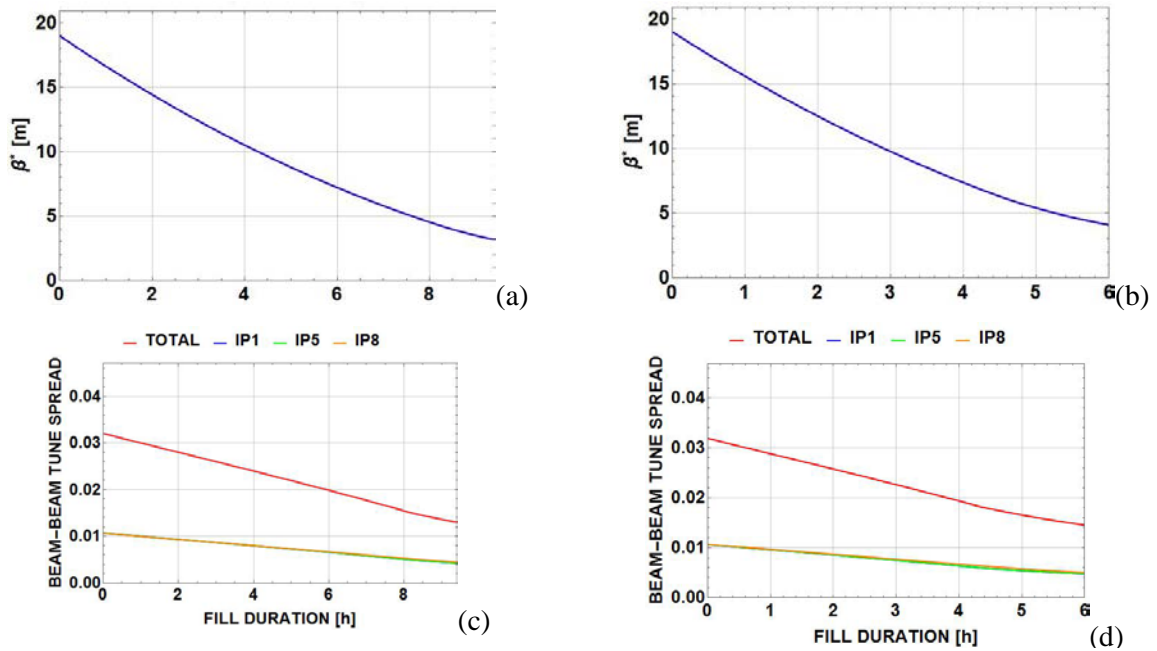 20
15
10
5
0
β* [m]
0 2 4 6 8
(a)
20
15
10
5
0
β* [m]
0 1 2 3 4 5 6
(b)
TOTAL IP1 IP5 IP8
0.04
0.03
0.02
0.01
0.00
BEAM-BEAM TUNE SPREAD
0 2 4 6 8
FILL DURATION [h]
(c)
TOTAL IP1 IP5 IP8
0.04
0.03
0.02
0.01
0.00
BEAM-BEAM TUNE SPREAD
0 1 2 3 4 5 6
FILL DURATION [h]
(d)